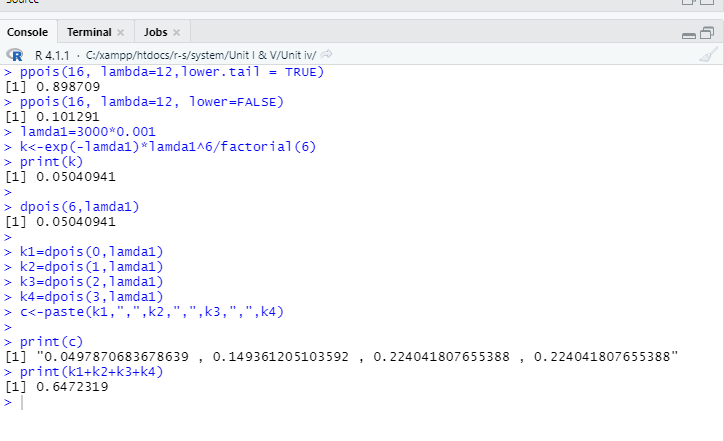 Source
Console Terminal × Jobs ×
R R 4.1.1 · C:/xampp/htdocs/r-s/system/Unit I & V/Unit iv/
> ppois(16, lambda=12,lower.tail = TRUE)
[1] 0.898709
> ppois(16, lambda=12, lower=FALSE)
[1] 0.101291
> lamda1=3000*0.001
> k<-exp(-lamda1)*lamda1^6/factorial(6)
> print(k)
[1] 0.05040941
>
> dpois(6,lamda1)
[1] 0.05040941
>
> k1=dpois(0,lamda1)
> k2=dpois(1,lamda1)
> k3=dpois(2,lamda1)
> k4=dpois(3,lamda1)
> c<-paste(k1,",",k2,",",k3,",",k4)
>
> print(c)
[1] "0.0497870683678639 , 0.149361205103592 , 0.224041807655388 , 0.224041807655388"
> print(k1+k2+k3+k4)
[1] 0.6472319
>